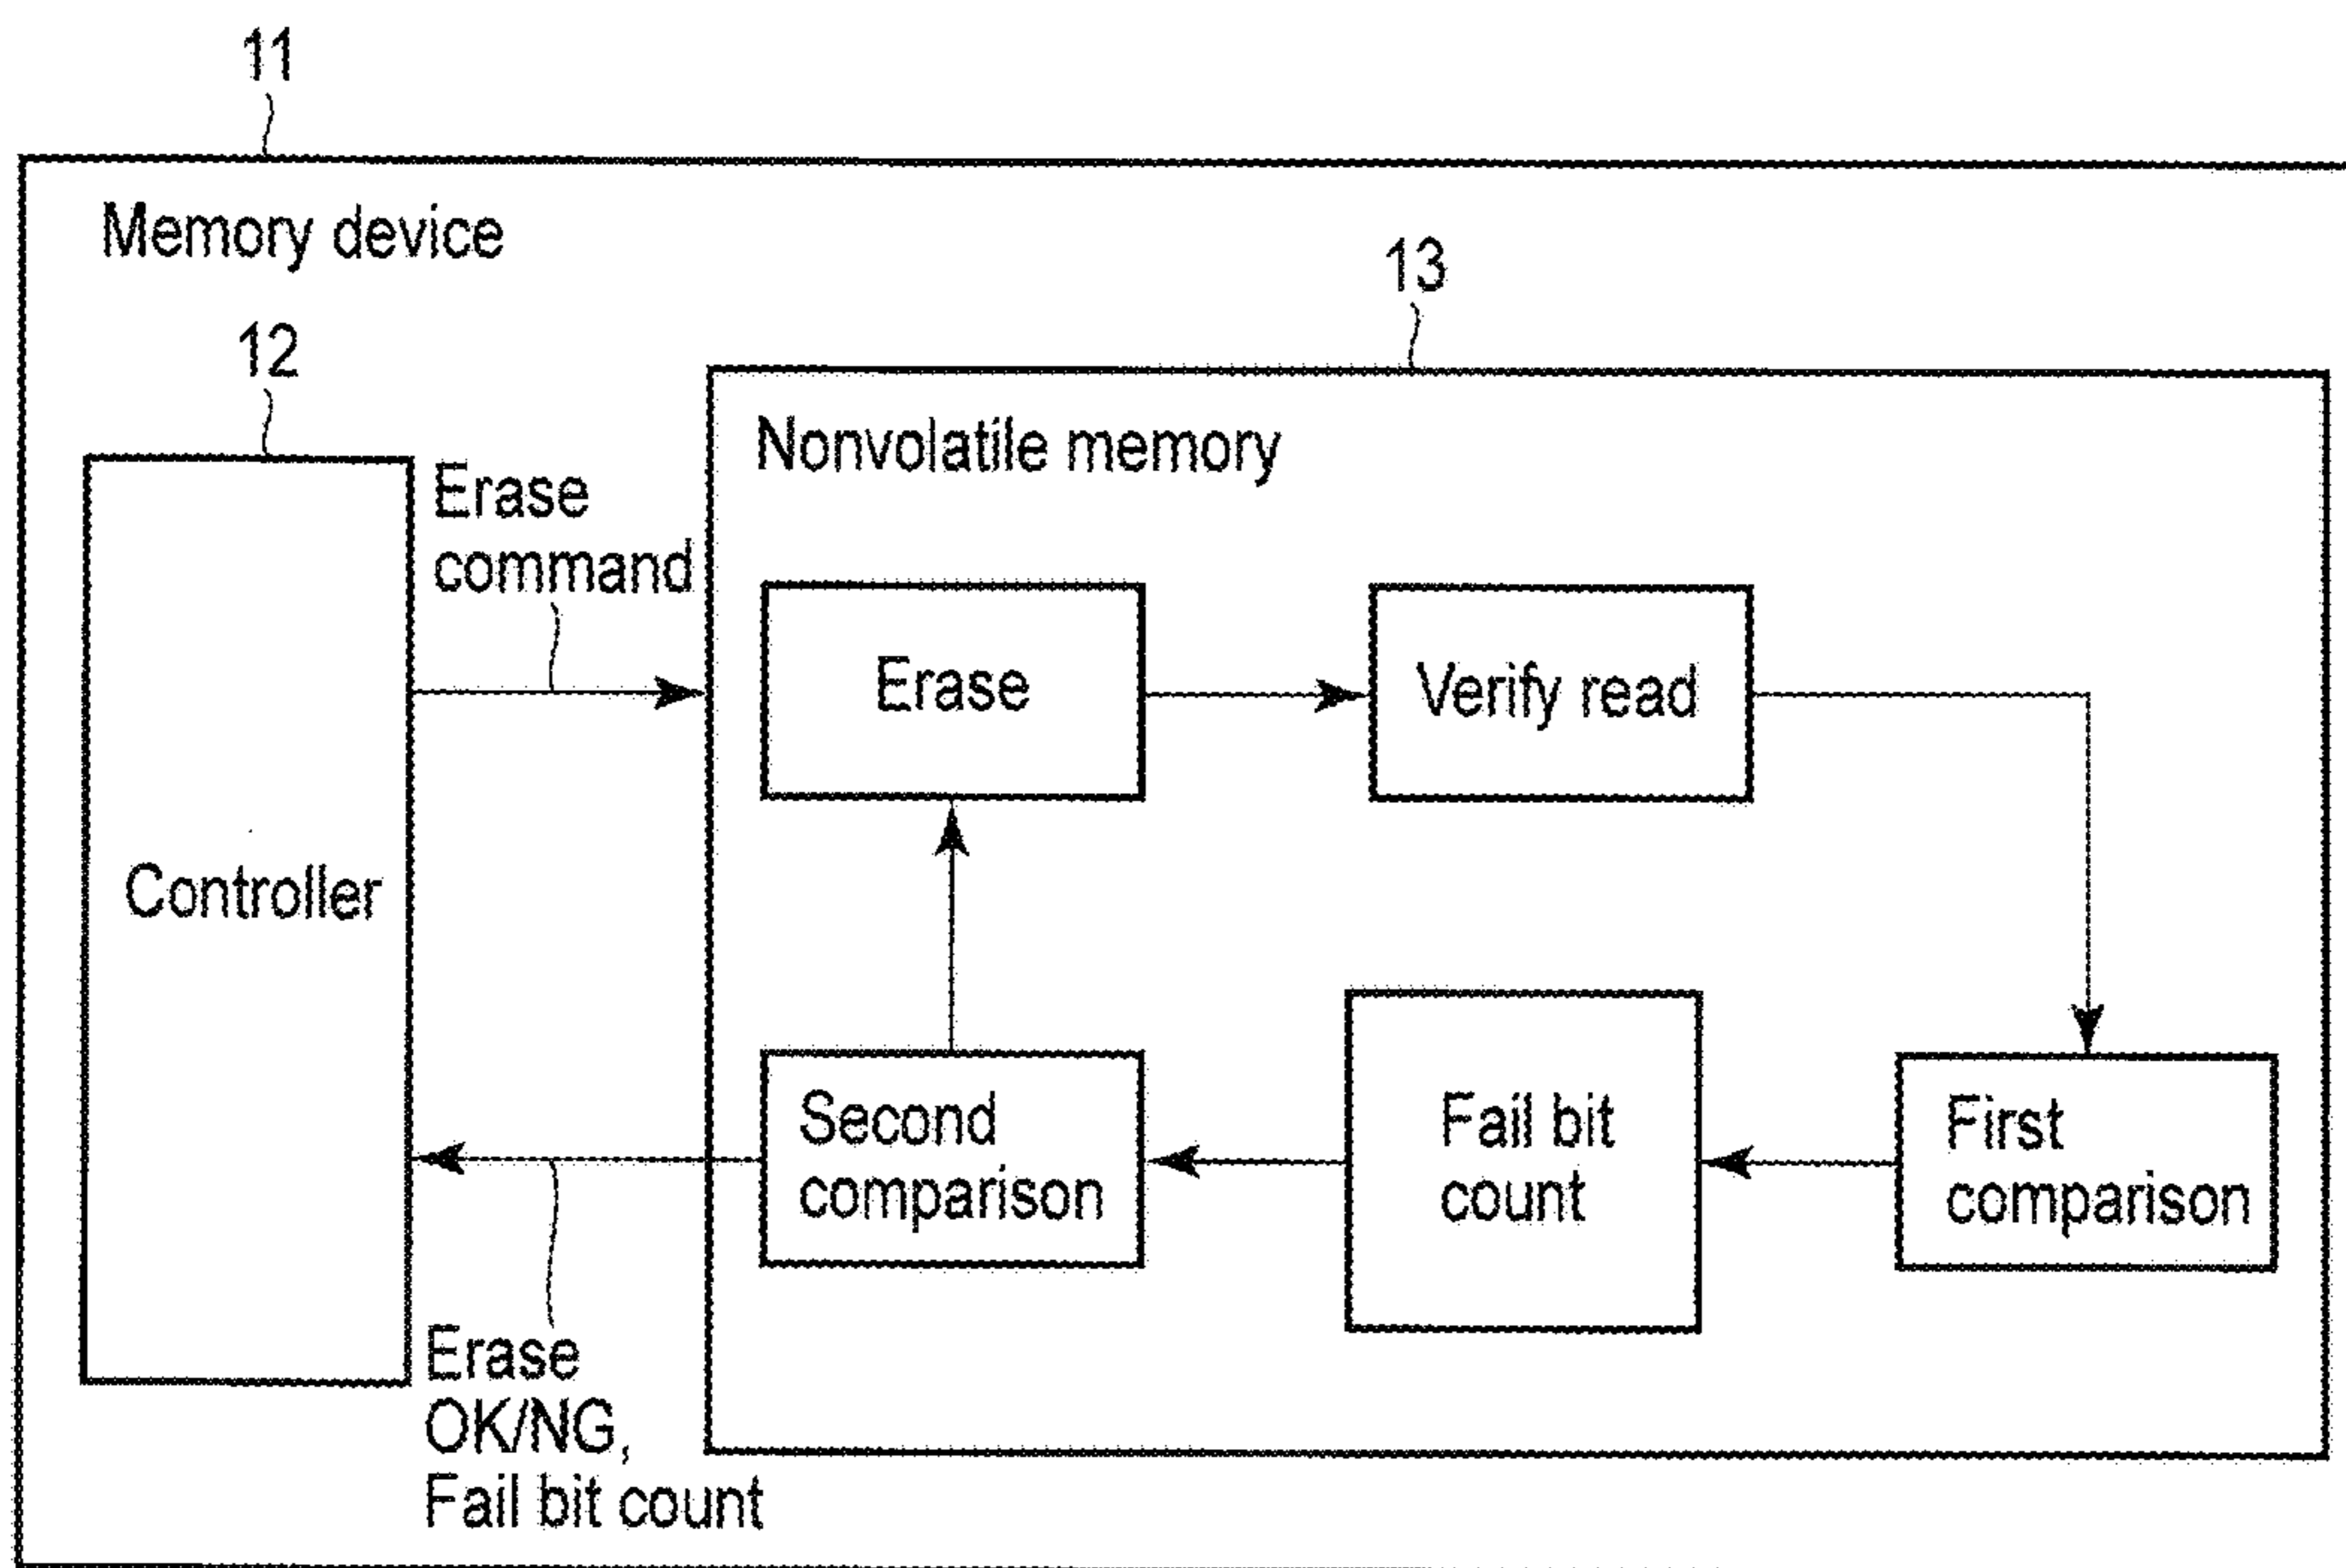 11
Memory device
13
12
Nonvolatile memory
Erase
command
Erase
Verify read
Controller
Second
comparison
Fail bit
count
First
comparison
Erase
OK/NG,
Fail bit count